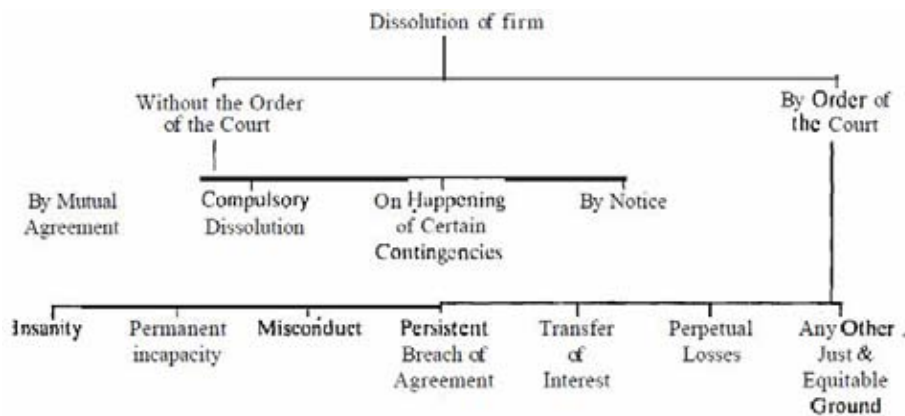 Dissolution of firm
Without the Order
of the Court
By Order of
the Court
By Mutual
Agreement
Compulsory
Dissolution
On Happening
of Certain
Contingencies
By Notice
Insanity
Permanent
incapacity
Misconduct
Persistent
Breach of
Agreement
Transfer
of
Interest
Perpetual
Losses
Any Other
Just &
Equitable
Ground